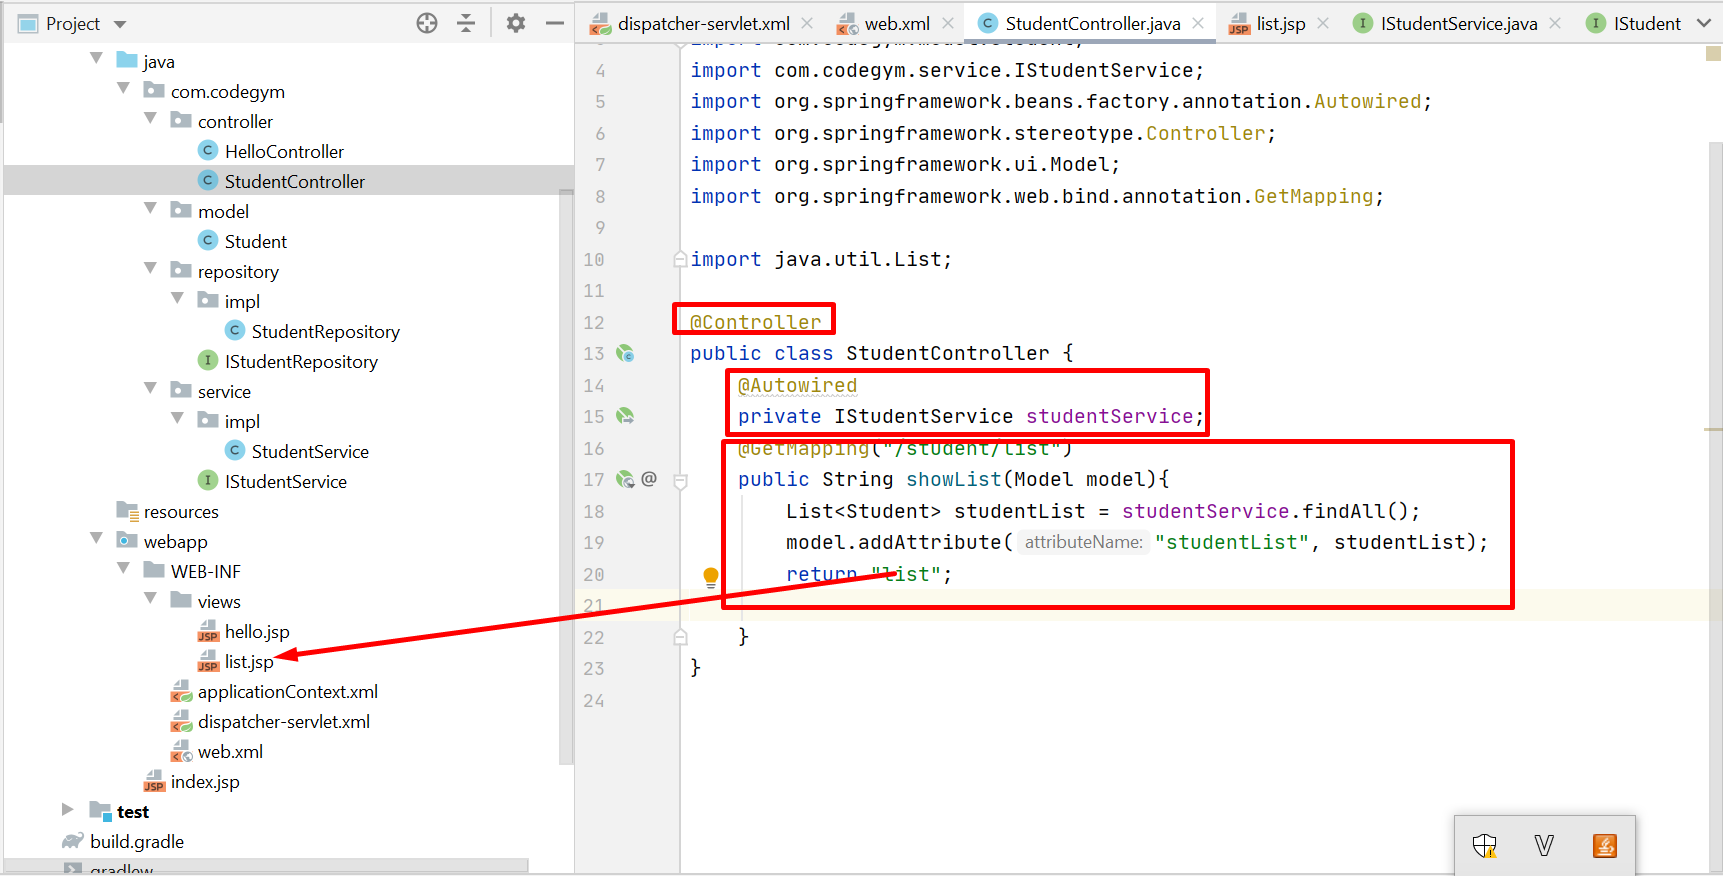 Project
java
com.codegym
controller
HelloController
StudentController
model
Student
repository
impl
StudentRepository
IStudentRepository
service
impl
StudentService
IStudentService
resources
webapp
WEB-INF
views
hello.jsp
list.jsp
applicationContext.xml
dispatcher-servlet.xml
web.xml
index.jsp
test
build.gradle
gradlew
dispatcher-servlet.xml web.xml StudentController.java list.jsp IStudentService.java IStudent
3 import com.codegym.model.Student;
4 import com.codegym.service.IStudentService;
5 import org.springframework.beans.factory.annotation.Autowired;
6 import org.springframework.stereotype.Controller;
7 import org.springframework.ui.Model;
8 import org.springframework.web.bind.annotation.GetMapping;
9
10 import java.util.List;
11
12 @Controller
13 public class StudentController {
14 @Autowired
15 private IStudentService studentService;
16 @GetMapping("/student/list")
17 @ public String showList(Model model){
18 List<Student> studentList = studentService.findAll();
19 model.addAttribute( attributeName: "studentList", studentList);
20 return "list";
21
22 }
23 }
24